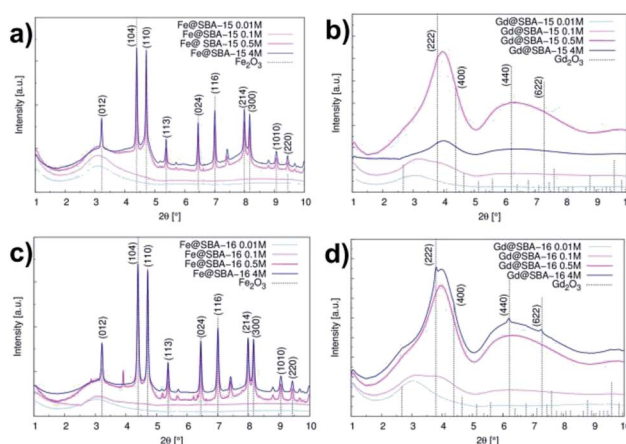 a)
Fe@SBA-15 0.01M
Fe@SBA-15 0.1M
Fe@ SBA-15 0.5M
Fe@SBA-15 4M
Fe₂O₃
(104)
(110)
(012)
(113)
(024)
(116)
(214)
(300)
(1010)
(220)
Intensity [a.u.]
1 2 3 4 5 6 7 8 9 10
2θ [°]
b)
Gd@SBA-15 0.01M
Gd@SBA-15 0.1M
Gd@SBA-15 0.5M
Gd@SBA-15 4M
Gd₂O₃
(222)
(400)
(440)
(622)
Intensity [a.u.]
1 2 3 4 5 6 7 8 9
2θ [°]
c)
Fe@SBA-16 0.01M
Fe@SBA-16 0.1M
Fe@SBA-16 0.5M
Fe@SBA-16 4M
Fe₂O₃
(104)
(110)
(012)
(113)
(024)
(116)
(214)
(300)
(1010)
(220)
Intensity [a.u.]
1 2 3 4 5 6 7 8 9 10
2θ [°]
d)
Gd@SBA-16 0.01M
Gd@SBA-16 0.1M
Gd@SBA-16 0.5M
Gd@SBA-16 4M
Gd₂O₃
(222)
(400)
(440)
(622)
Intensity [a.u.]
1 2 3 4 5 6 7 8 9
2θ [°]